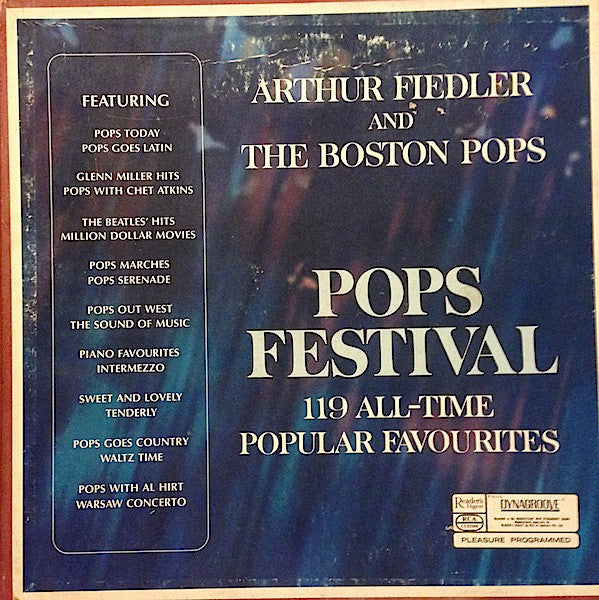 FEATURING
POPS TODAY
POPS GOES LATIN
GLENN MILLER HITS
POPS WITH CHET ATKINS
THE BEATLES' HITS
MILLION DOLLAR MOVIES
POPS MARCHES
POPS SERENADE
POPS OUT WEST
THE SOUND OF MUSIC
PIANO FAVOURITES
INTERMEZZO
SWEET AND LOVELY
TENDERLY
POPS GOES COUNTRY
WALTZ TIME
POPS WITH AL HIRT
WARSAW CONCERTO
ARTHUR FIEDLER
AND
THE BOSTON POPS
POPS
FESTIVAL
119 ALL-TIME
POPULAR FAVOURITES
Reader's
Digest
RCA
DYNAGROOVE
PLEASURE PROGRAMMED